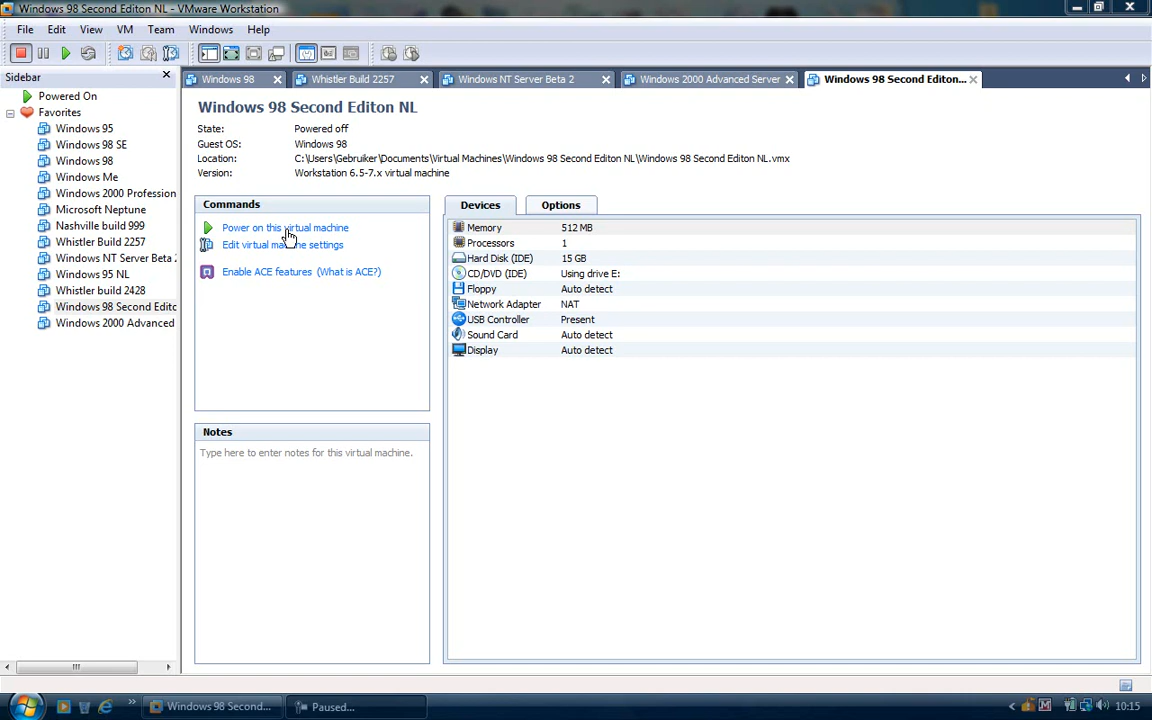 Windows 98 Second Editon NL - VMware Workstation
File Edit View VM Team Windows Help
Sidebar
Windows 98
Whistler Build 2257
Windows NT Server Beta 2
Windows 2000 Advanced Server
Windows 98 Second Editon...
Powered On
Favorites
Windows 95
Windows 98 SE
Windows 98
Windows Me
Windows 2000 Profession
Microsoft Neptune
Nashville build 999
Whistler Build 2257
Windows NT Server Beta 2
Windows 95 NL
Whistler build 2428
Windows 98 Second Edito
Windows 2000 Advanced
Windows 98 Second Editon NL
State: Powered off
Guest OS: Windows 98
Location: C:\Users\Gebruiker\Documents\Virtual Machines\Windows 98 Second Editon NL\Windows 98 Second Editon NL.vmx
Version: Workstation 6.5-7.x virtual machine
Commands
Power on this virtual machine
Edit virtual machine settings
Enable ACE features (What is ACE?)
Notes
Type here to enter notes for this virtual machine.
Devices Options
Memory 512 MB
Processors 1
Hard Disk (IDE) 15 GB
CD/DVD (IDE) Using drive E:
Floppy Auto detect
Network Adapter NAT
USB Controller Present
Sound Card Auto detect
Display Auto detect
Windows 98 Second...
Paused...
10:15